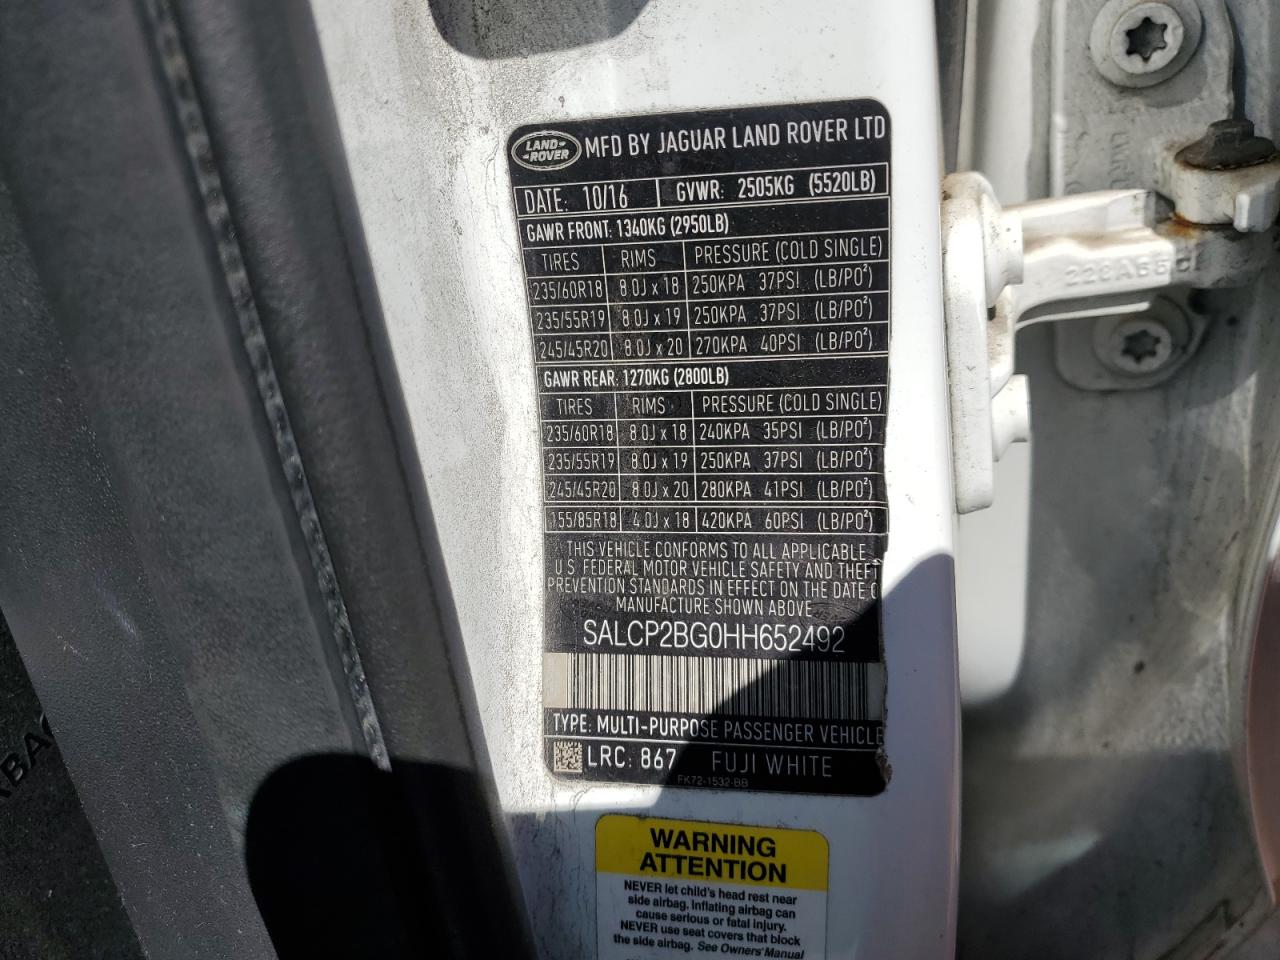 LAND ROVER MFD BY JAGUAR LAND ROVER LTD
DATE: 10/16 GVWR: 2505KG (5520LB)
GAWR FRONT: 1340KG (2950LB)
TIRES RIMS PRESSURE (COLD SINGLE)
235/60R18 8.0J x 18 250KPA 37PSI (LB/PO²)
235/55R19 8.0J x 19 250KPA 37PSI (LB/PO²)
245/45R20 8.0J x 20 270KPA 40PSI (LB/PO²)
GAWR REAR: 1270KG (2800LB)
TIRES RIMS PRESSURE (COLD SINGLE)
235/60R18 8.0J x 18 240KPA 35PSI (LB/PO²)
235/55R19 8.0J x 19 250KPA 37PSI (LB/PO²)
245/45R20 8.0J x 20 280KPA 41PSI (LB/PO²)
155/85R18 4.0J x 18 420KPA 60PSI (LB/PO²)
THIS VEHICLE CONFORMS TO ALL APPLICABLE
U.S. FEDERAL MOTOR VEHICLE SAFETY AND THEFT
PREVENTION STANDARDS IN EFFECT ON THE DATE O
MANUFACTURE SHOWN ABOVE
SALCP2BG0HH652492
TYPE: MULTI-PURPOSE PASSENGER VEHICLE
LRC: 867 FUJI WHITE
FK72-1532-BB
WARNING
ATTENTION
NEVER let child's head rest near
side airbag. Inflating airbag can
cause serious or fatal injury.
NEVER use seat covers that block
the side airbag. See Owners' Manual